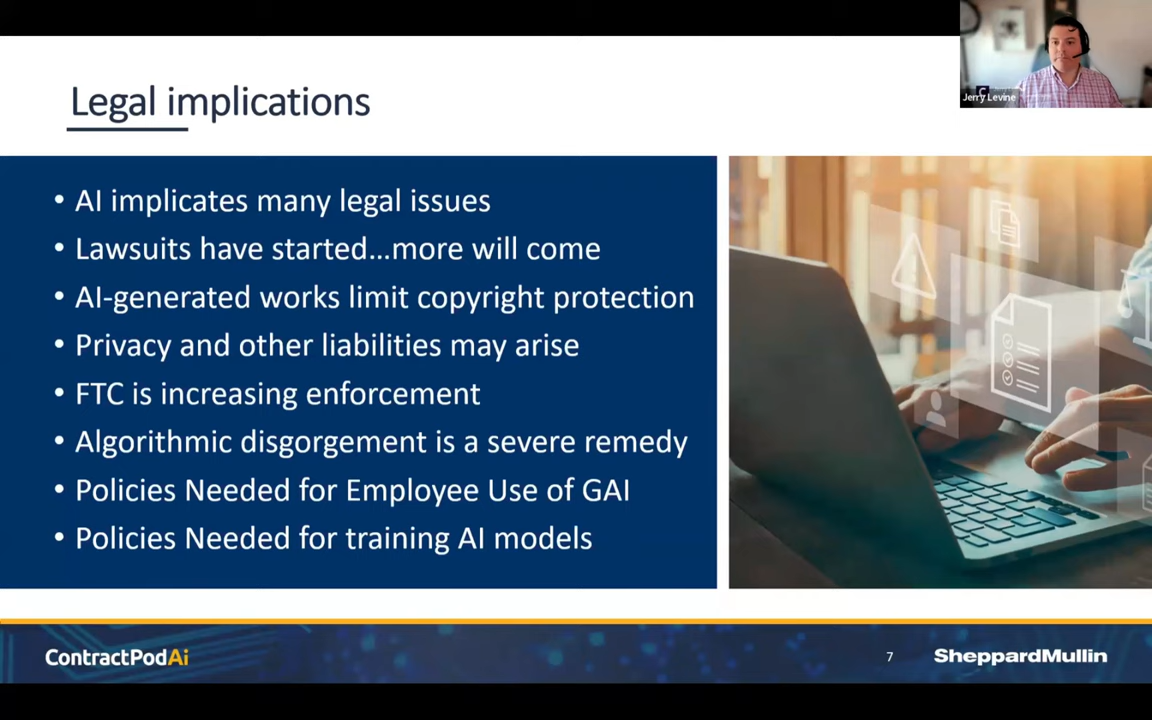 Jerry Levine
Legal implications
• AI implicates many legal issues
• Lawsuits have started...more will come
• AI-generated works limit copyright protection
• Privacy and other liabilities may arise
• FTC is increasing enforcement
• Algorithmic disgorgement is a severe remedy
• Policies Needed for Employee Use of GAI
• Policies Needed for training AI models
ContractPodAi
7
SheppardMullin